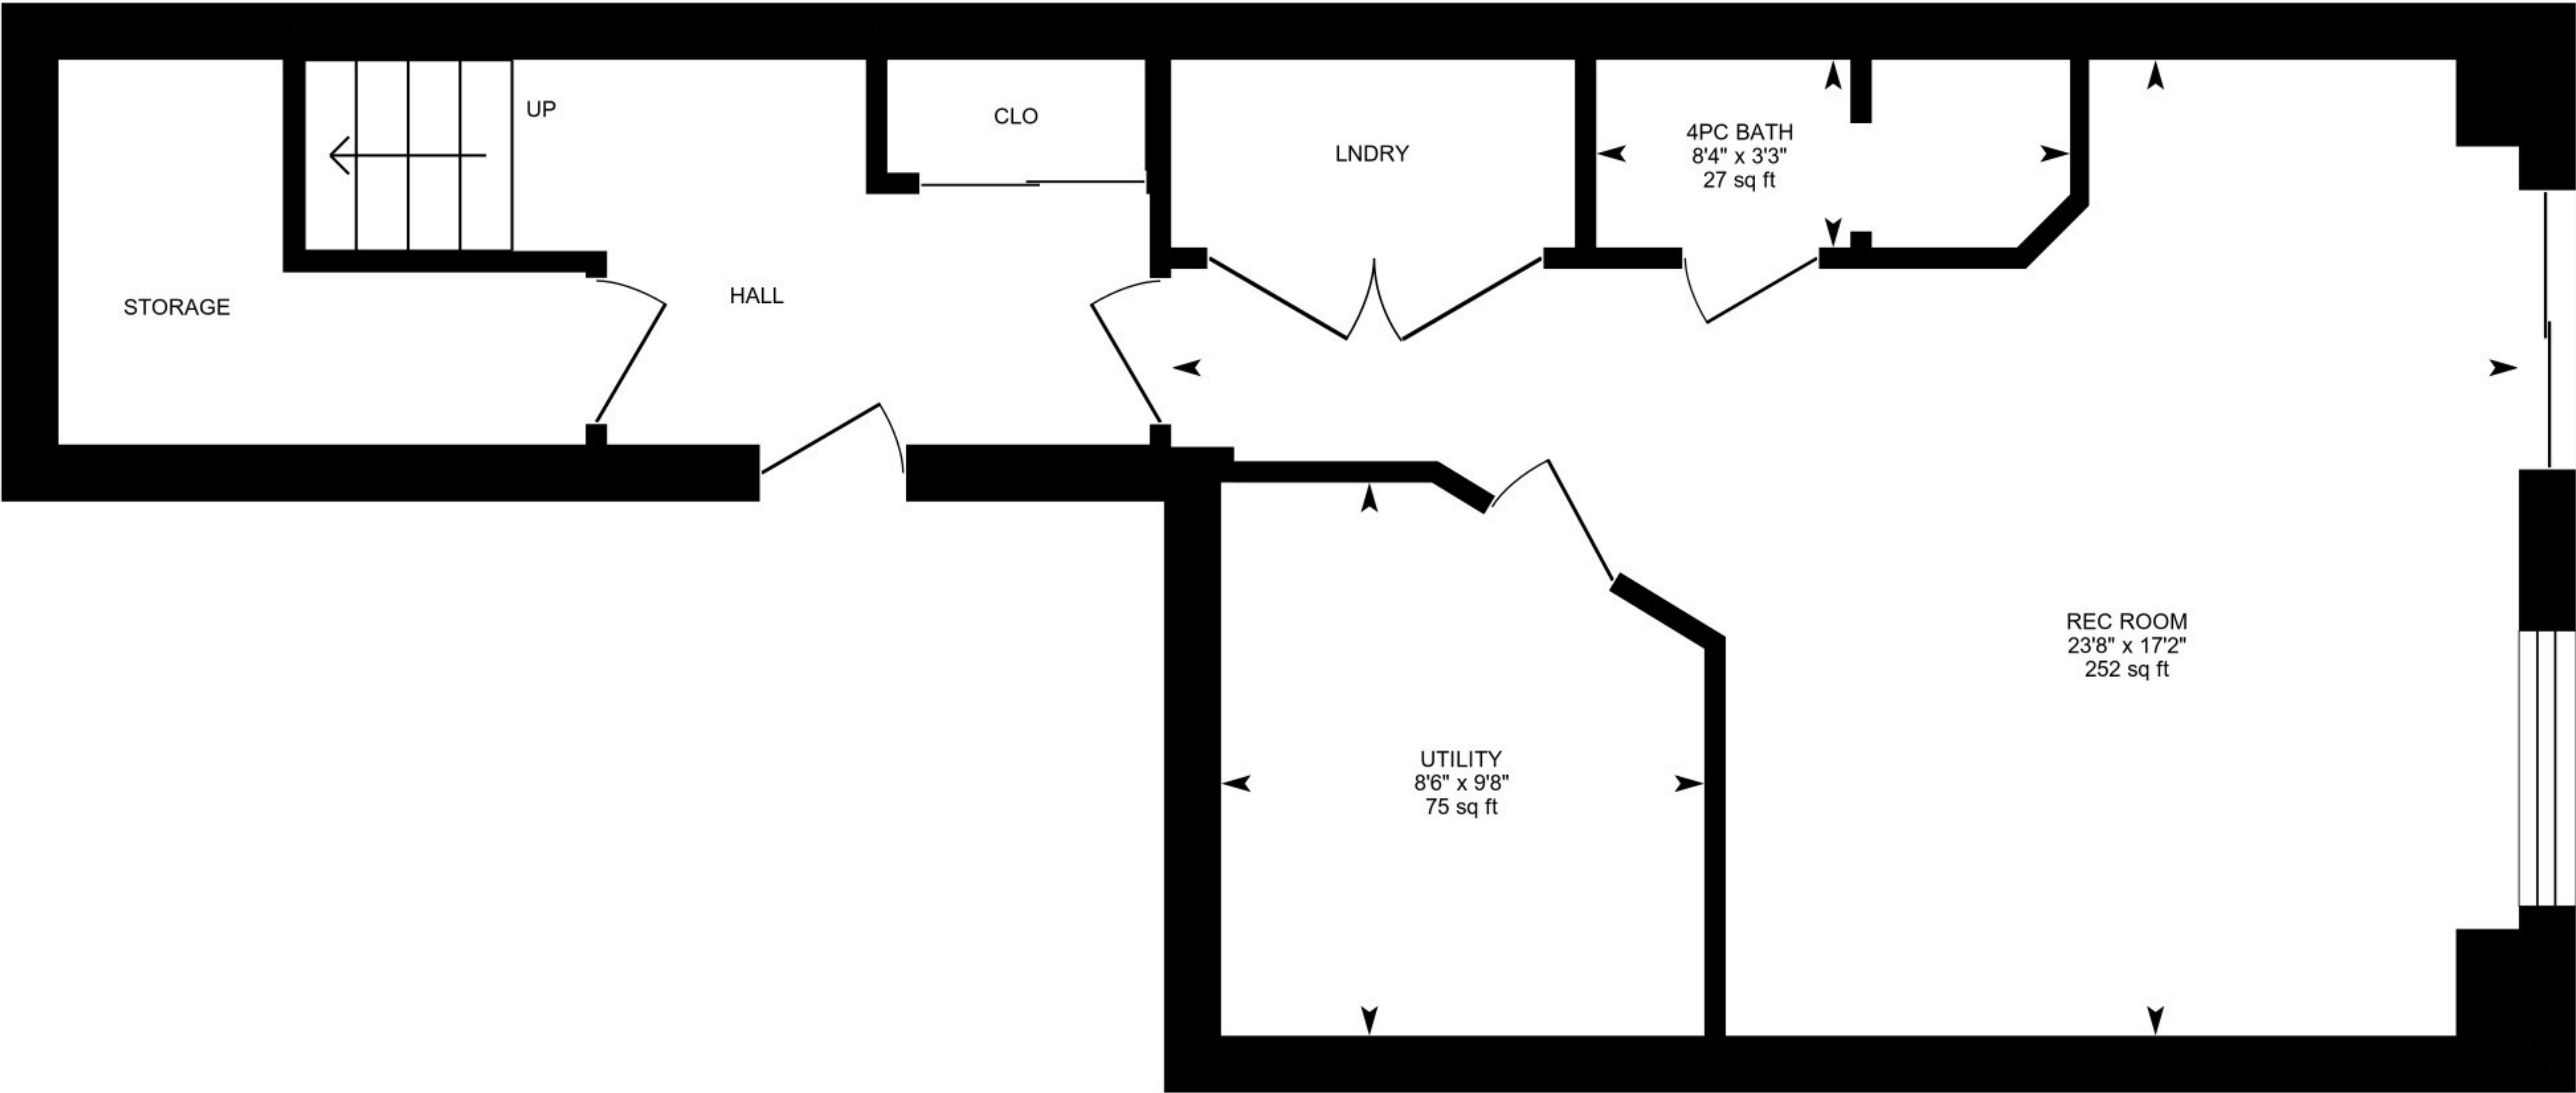 UP
CLO
LNDRY
4PC BATH
8'4" x 3'3"
27 sq ft
STORAGE
HALL
REC ROOM
23'8" x 17'2"
252 sq ft
UTILITY
8'6" x 9'8"
75 sq ft